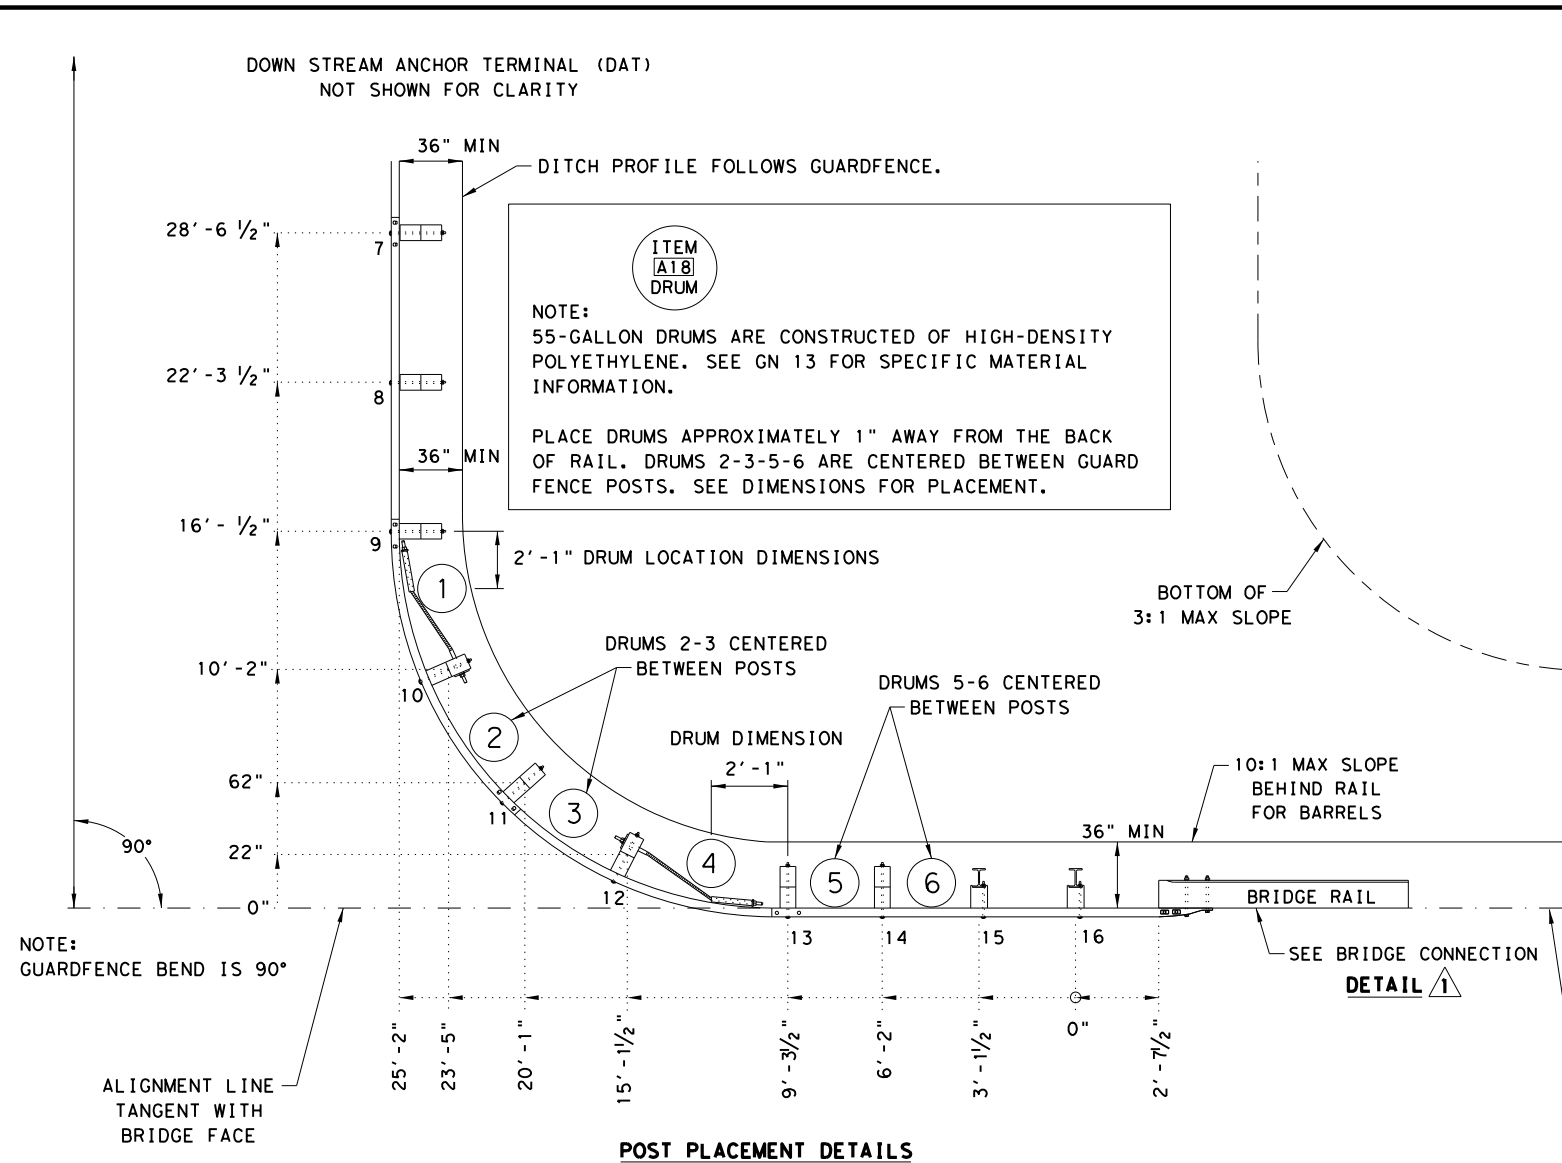 DOWN STREAM ANCHOR TERMINAL (DAT)
NOT SHOWN FOR CLARITY
36" MIN
DITCH PROFILE FOLLOWS GUARDFENCE.
28'-6 1/2"
7
ITEM
A18
DRUM
NOTE:
55-GALLON DRUMS ARE CONSTRUCTED OF HIGH-DENSITY
POLYETHYLENE. SEE GN 13 FOR SPECIFIC MATERIAL
INFORMATION.
PLACE DRUMS APPROXIMATELY 1" AWAY FROM THE BACK
OF RAIL. DRUMS 2-3-5-6 ARE CENTERED BETWEEN GUARD
FENCE POSTS. SEE DIMENSIONS FOR PLACEMENT.
22'-3 1/2"
8
36" MIN
16'- 1/2"
9
2'-1" DRUM LOCATION DIMENSIONS
1
BOTTOM OF
3:1 MAX SLOPE
DRUMS 2-3 CENTERED
BETWEEN POSTS
10'-2"
10
DRUMS 5-6 CENTERED
BETWEEN POSTS
2
DRUM DIMENSION
2'-1"
62"
11
3
10:1 MAX SLOPE
BEHIND RAIL
FOR BARRELS
36" MIN
90°
22"
12
4
5
6
0"
BRIDGE RAIL
13
14
15
16
NOTE:
GUARDFENCE BEND IS 90°
SEE BRIDGE CONNECTION
DETAIL 1
25'-2"
23'-5"
20'-1"
15'-1 1/2"
9'-3 1/2"
6'-2"
3'-1 1/2"
0"
2'-7 1/2"
ALIGNMENT LINE
TANGENT WITH
BRIDGE FACE
POST PLACEMENT DETAILS